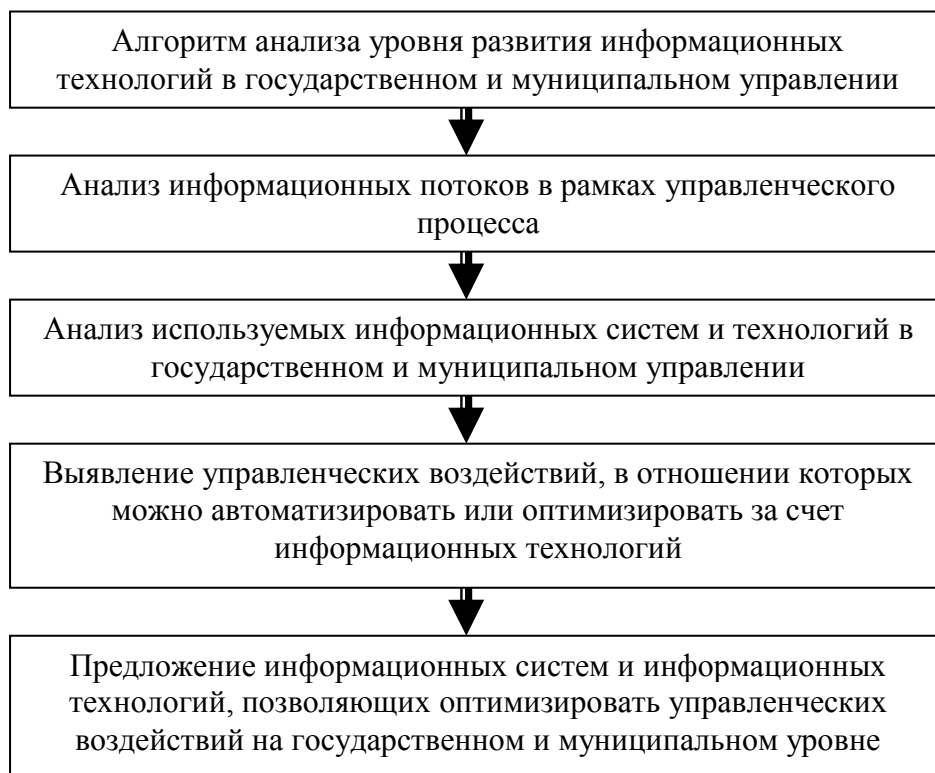 Алгоритм анализа уровня развития информационных
технологий в государственном и муниципальном управлении
Анализ информационных потоков в рамках управленческого
процесса
Анализ используемых информационных систем и технологий в
государственном и муниципальном управлении
Выявление управленческих воздействий, в отношении которых
можно автоматизировать или оптимизировать за счет
информационных технологий
Предложение информационных систем и информационных
технологий, позволяющих оптимизировать управленческих
воздействий на государственном и муниципальном уровне